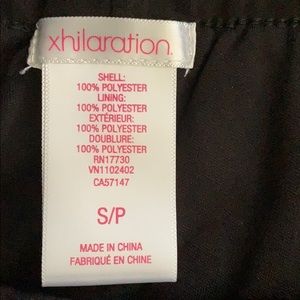 xhilaration.
SHELL:
100% POLYESTER
LINING:
100% POLYESTER
EXTÉRIEUR:
100% POLYESTER
DOUBLURE:
100% POLYESTER
RN17730
VN1102402
CA57147
S/P
MADE IN CHINA
FABRIQUÉ EN CHINE